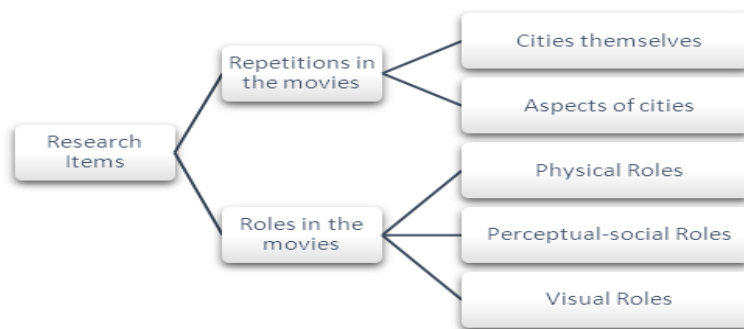 Research
Items
Repetitions in
the movies
Cities themselves
Aspects of cities
Roles in the
movies
Physical Roles
Perceptual-social Roles
Visual Roles